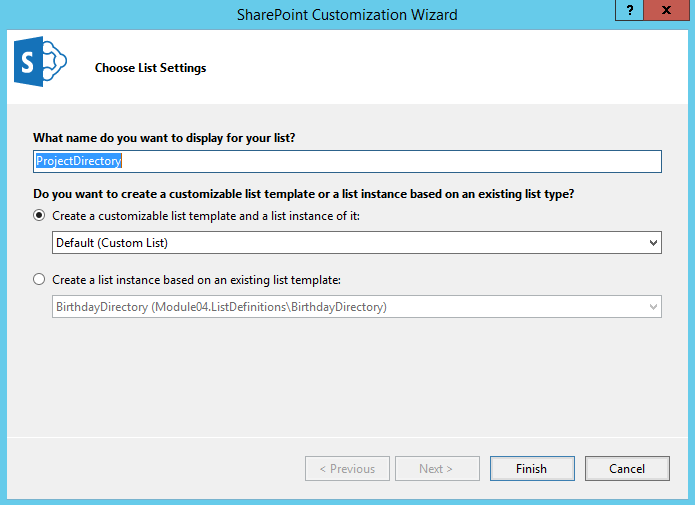 SharePoint Customization Wizard
?
x
S
Choose List Settings
What name do you want to display for your list?
ProjectDirectory
Do you want to create a customizable list template or a list instance based on an existing list type?
Create a customizable list template and a list instance of it:
Default (Custom List)
Create a list instance based on an existing list template:
BirthdayDirectory (Module04.ListDefinitions\BirthdayDirectory)
< Previous
Next >
Finish
Cancel